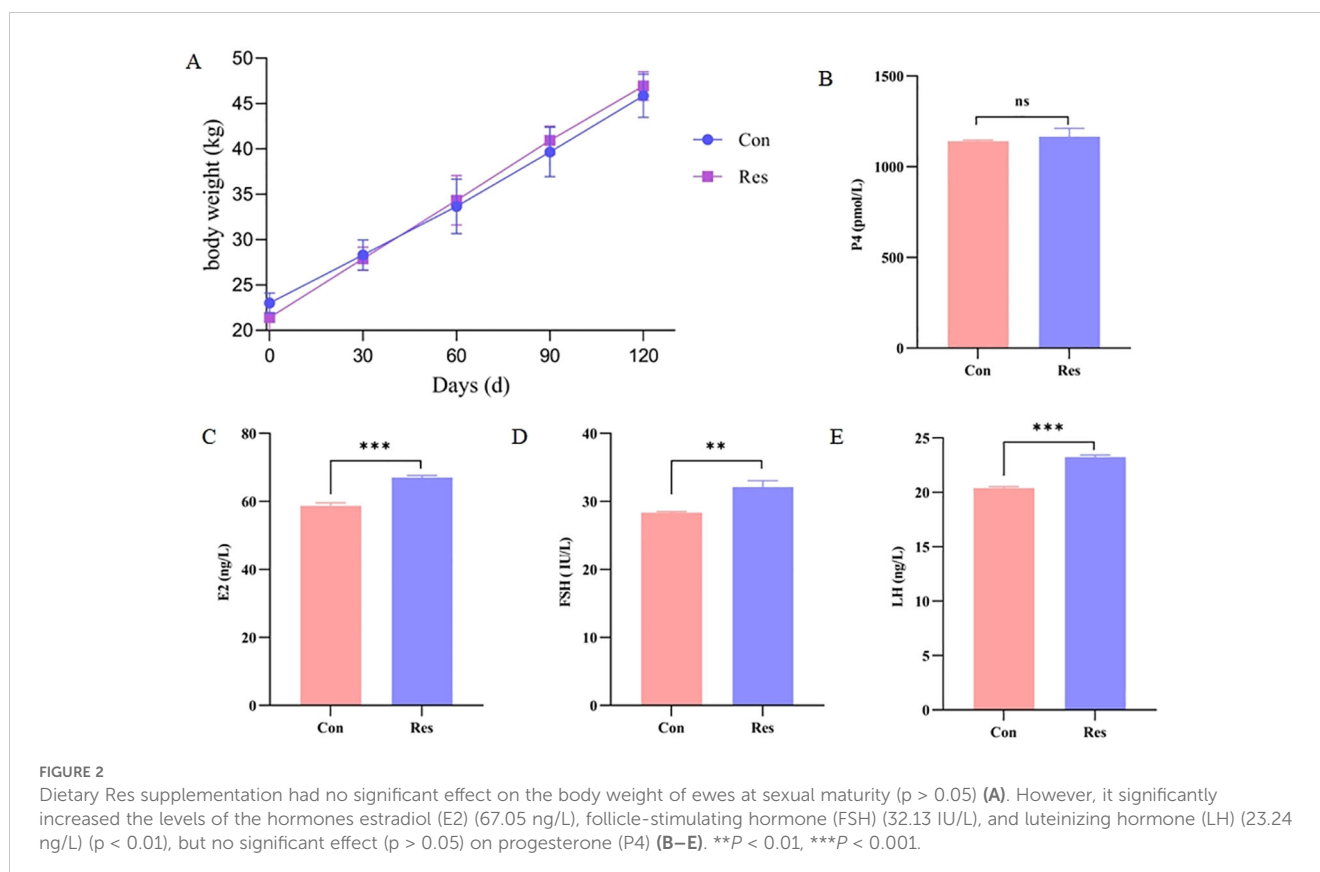 A
50
45
40
35
30
25
20
body weight (kg)
0 30 60 90 120
Days (d)
Con
Res
B
1500
1000
500
0
P4 (pmol/L)
ns
Con Res
C
80
60
40
20
0
E2 (ng/L)
***
Con Res
D
40
30
20
10
0
FSH ( IU/L)
**
Con Res
E
25
20
15
10
5
0
LH (ng/L)
***
Con Res
FIGURE 2
Dietary Res supplementation had no significant effect on the body weight of ewes at sexual maturity (p > 0.05) (A). However, it significantly
increased the levels of the hormones estradiol (E2) (67.05 ng/L), follicle-stimulating hormone (FSH) (32.13 IU/L), and luteinizing hormone (LH) (23.24
ng/L) (p < 0.01), but no significant effect (p > 0.05) on progesterone (P4) (B–E). **P < 0.01, ***P < 0.001.